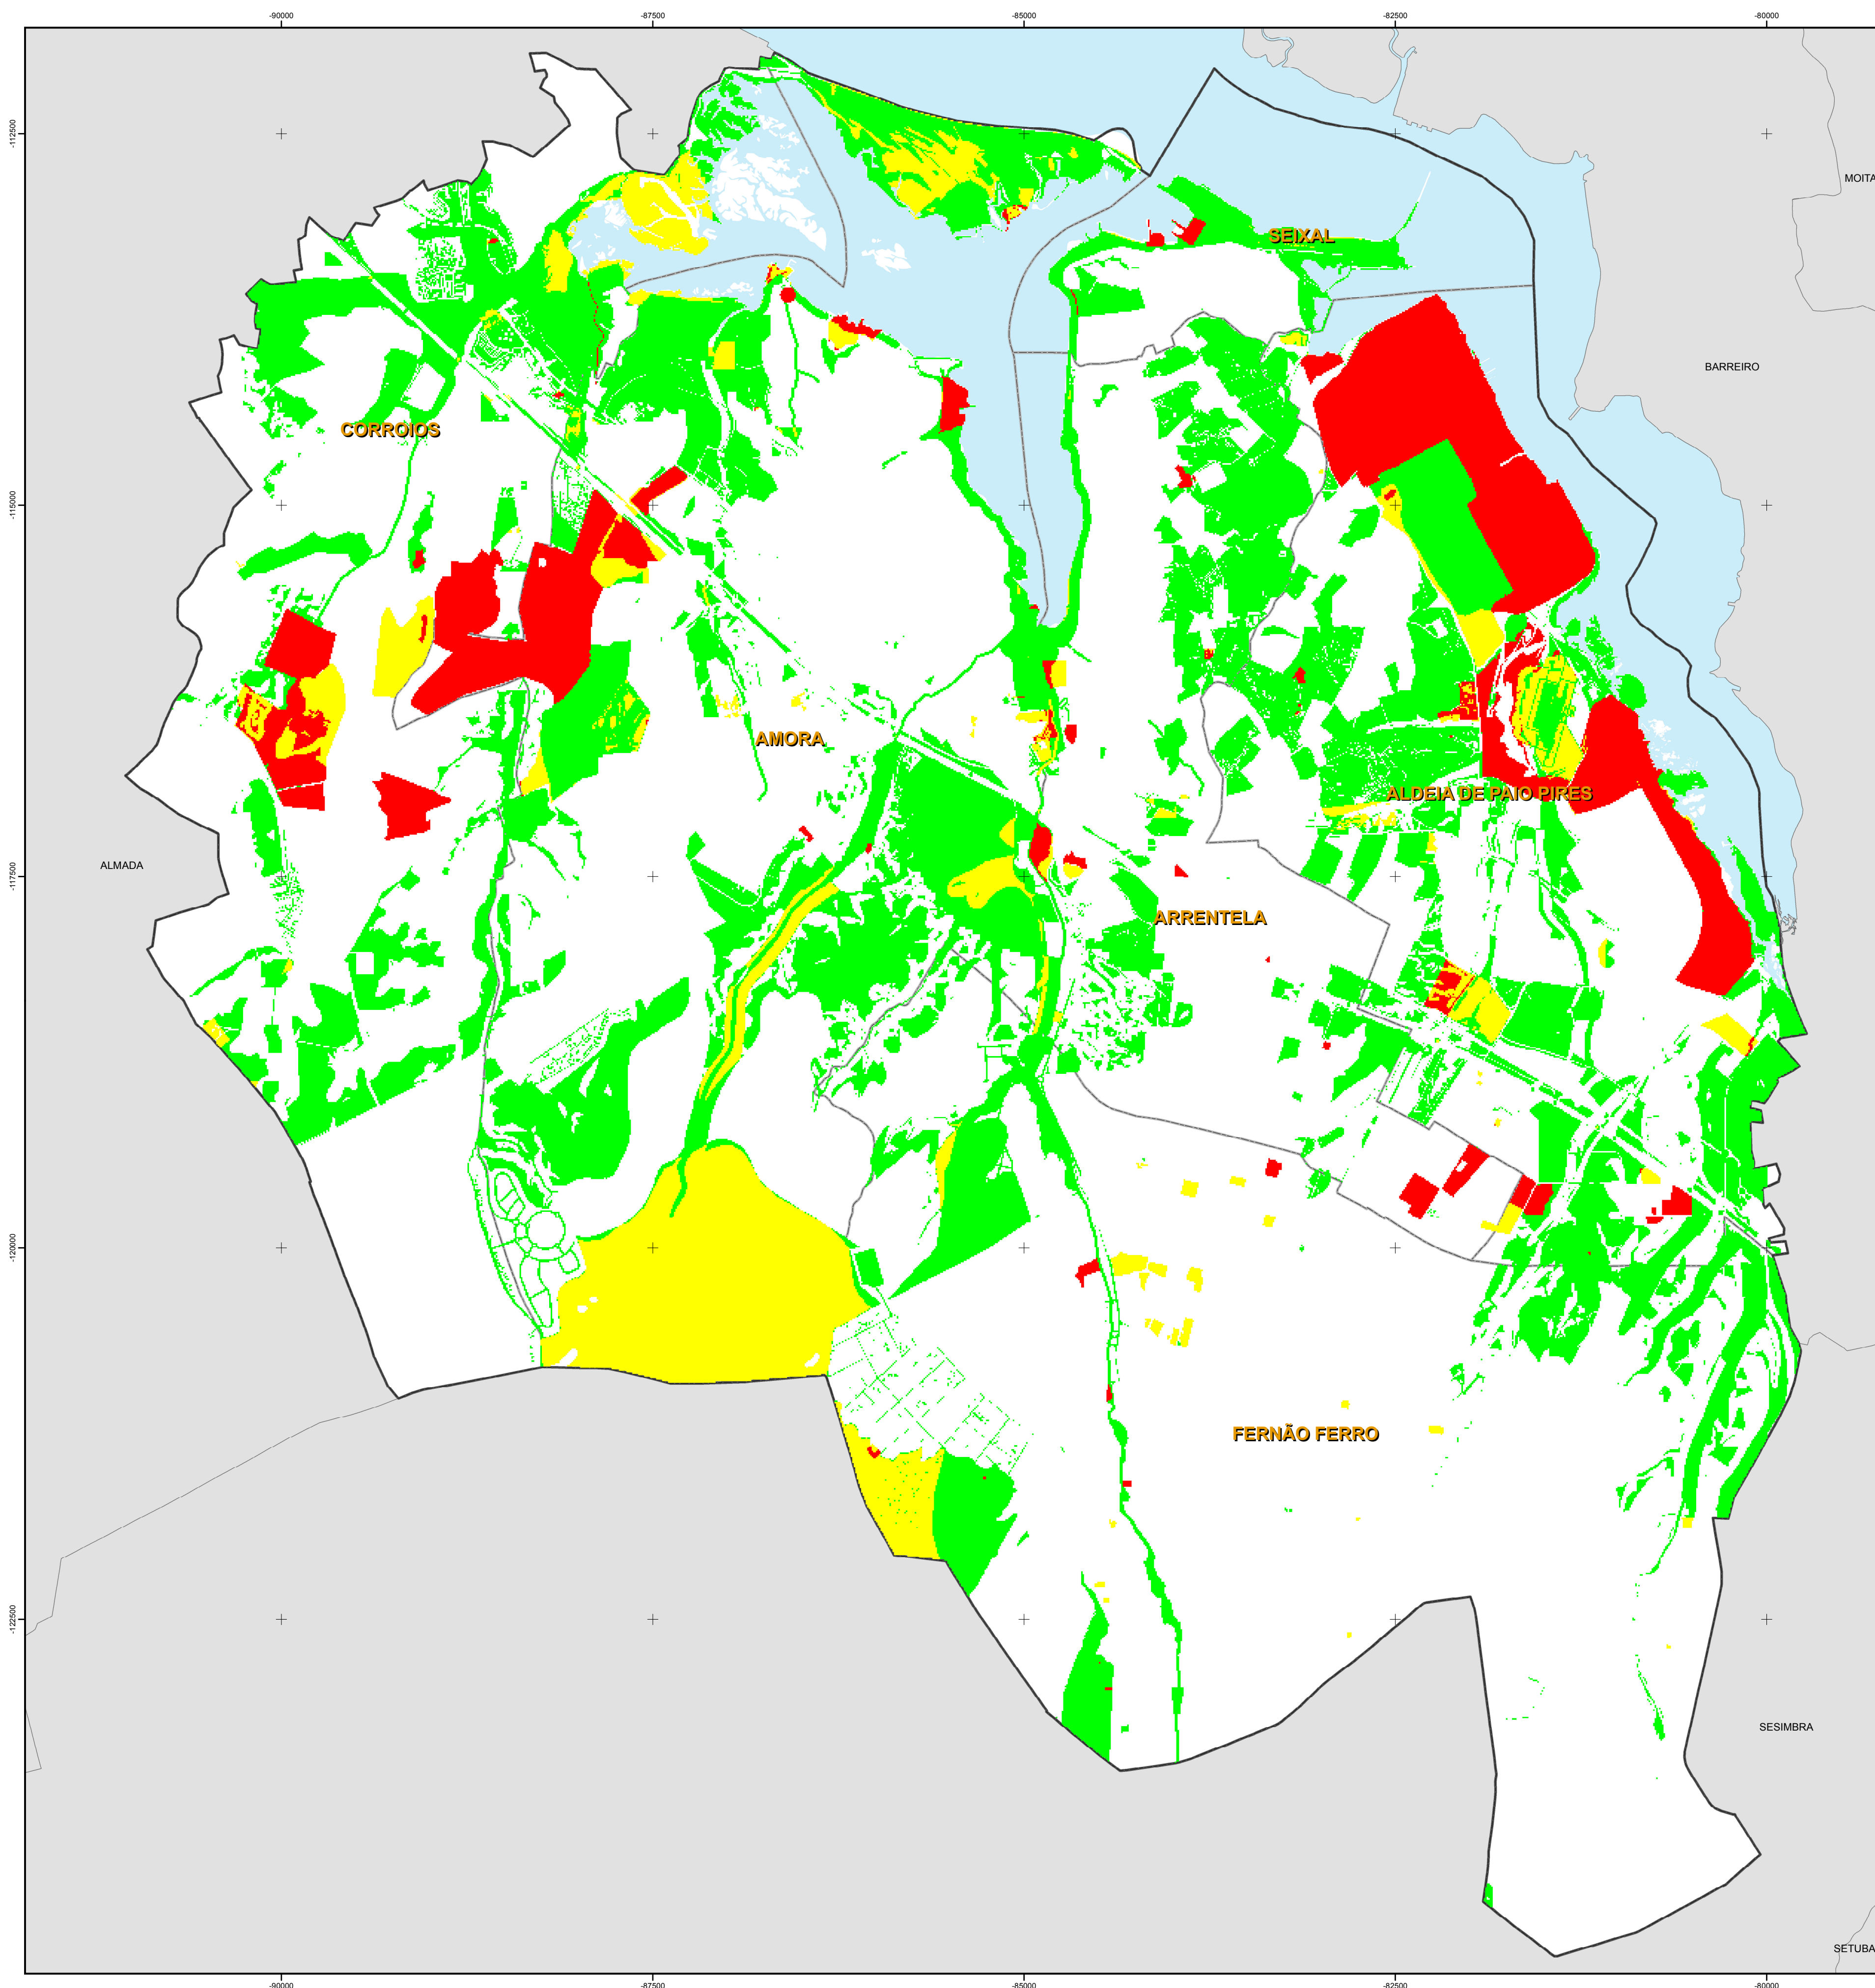 -90000 -87500 -85000 -82500 -80000
-112500
MOITA
SEIXAL
BARREIRO
CORROIOS
-115000
AMORA
ALDEIA DE PAIO PIRES
ALMADA
-117500
ARRENTELA
-120000
FERNÃO FERRO
-122500
SESIMBRA
SETUBA
-90000 -87500 -85000 -82500 -80000